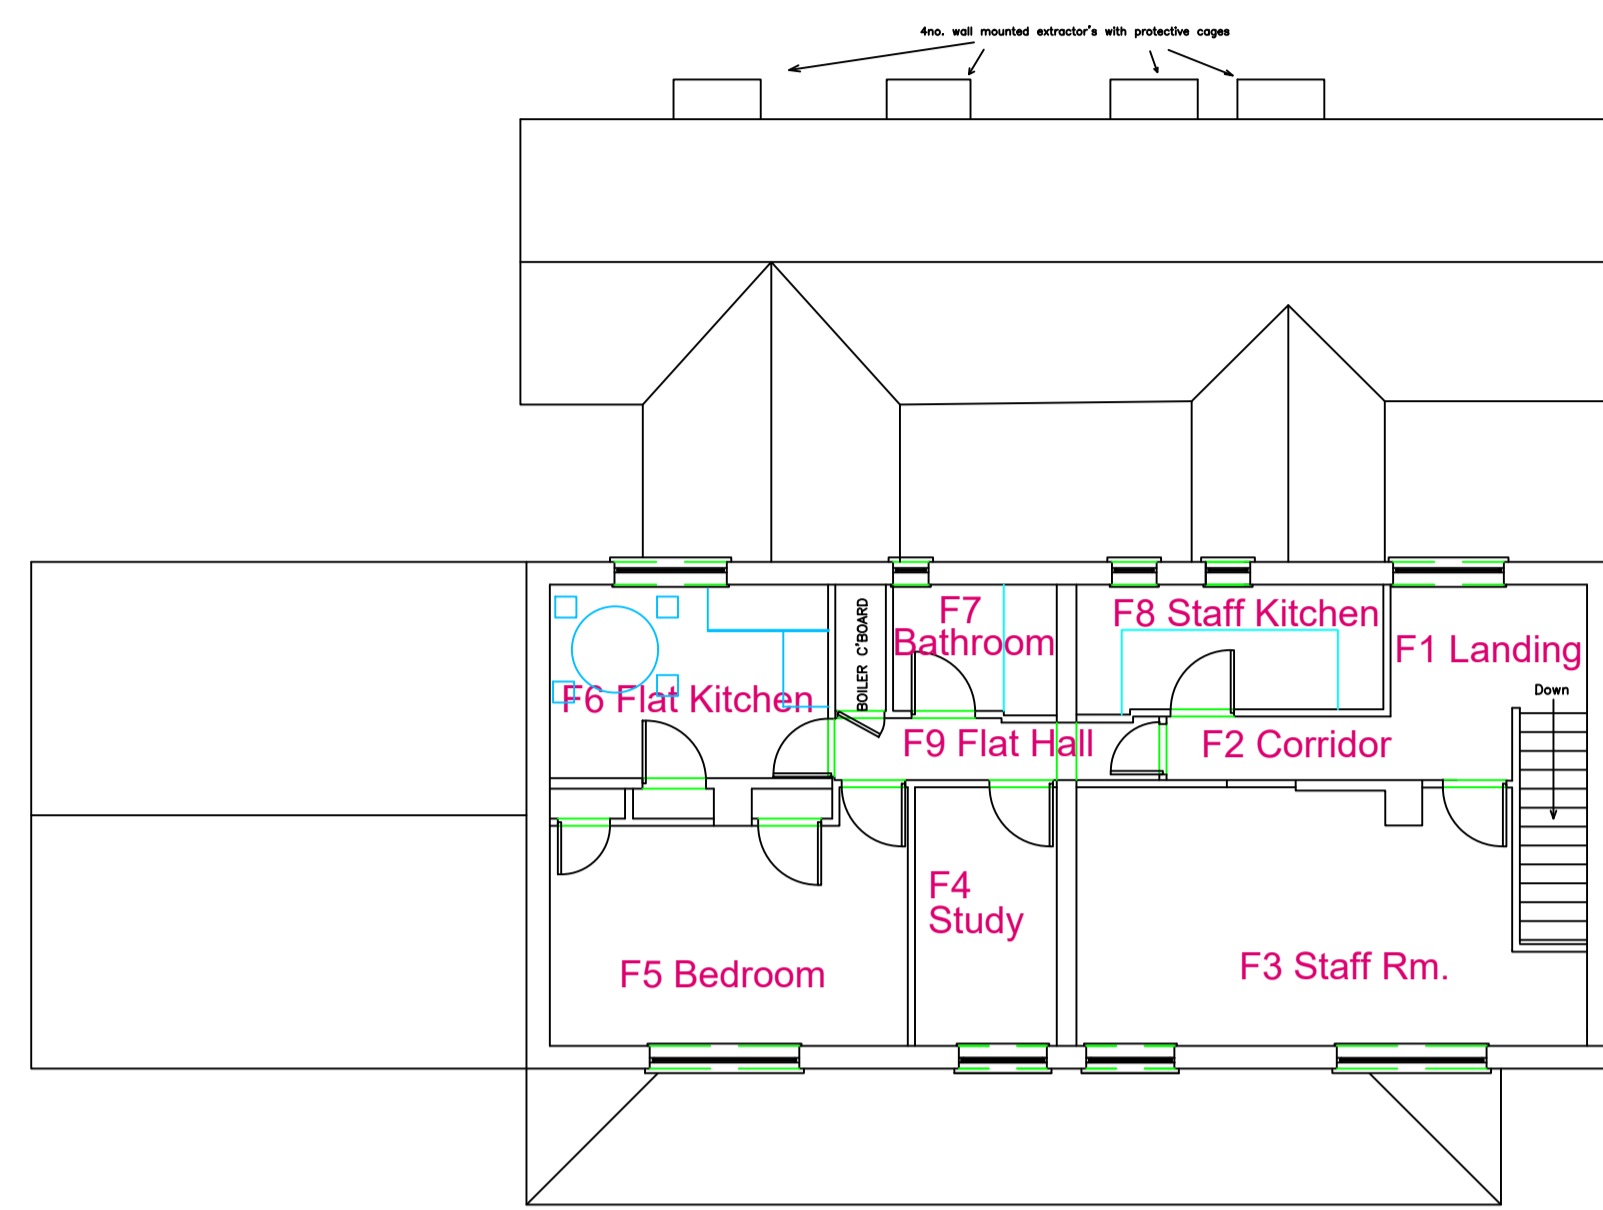 4no. wall mounted extractor's with protective cages
F7
Bathroom
BOILER C'BOARD
F8 Staff Kitchen
F1 Landing
F6 Flat Kitchen
Down
F9 Flat Hall
F2 Corridor
F4
Study
F5 Bedroom
F3 Staff Rm.